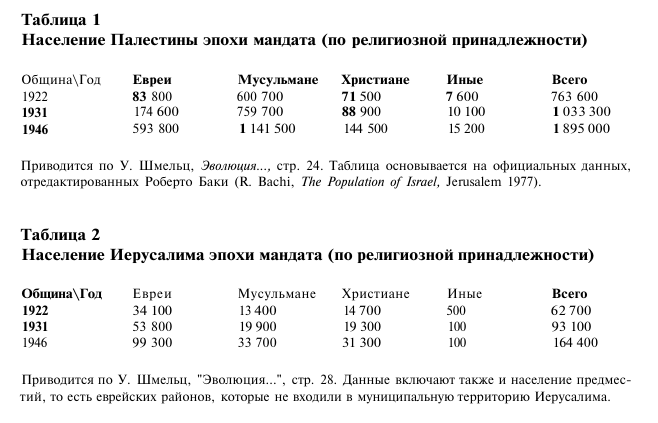 Таблица 1
Население Палестины эпохи мандата (по религиозной принадлежности)
Община\Год Евреи Мусульмане Христиане Иные Всего
1922 83 800 600 700 71 500 7 600 763 600
1931 174 600 759 700 88 900 10 100 1 033 300
1946 593 800 1 141 500 144 500 15 200 1 895 000
Приводится по У. Шмельц, Эволюция..., стр. 24. Таблица основывается на официальных данных,
отредактированных Роберто Баки (R. Bachi, The Population of Israel, Jerusalem 1977).
Таблица 2
Население Иерусалима эпохи мандата (по религиозной принадлежности)
Община\Год Евреи Мусульмане Христиане Иные Всего
1922 34 100 13 400 14 700 500 62 700
1931 53 800 19 900 19 300 100 93 100
1946 99 300 33 700 31 300 100 164 400
Приводится по У. Шмельц, "Эволюция...", стр. 28. Данные включают также и население предмес-
тий, то есть еврейских районов, которые не входили в муниципальную территорию Иерусалима.